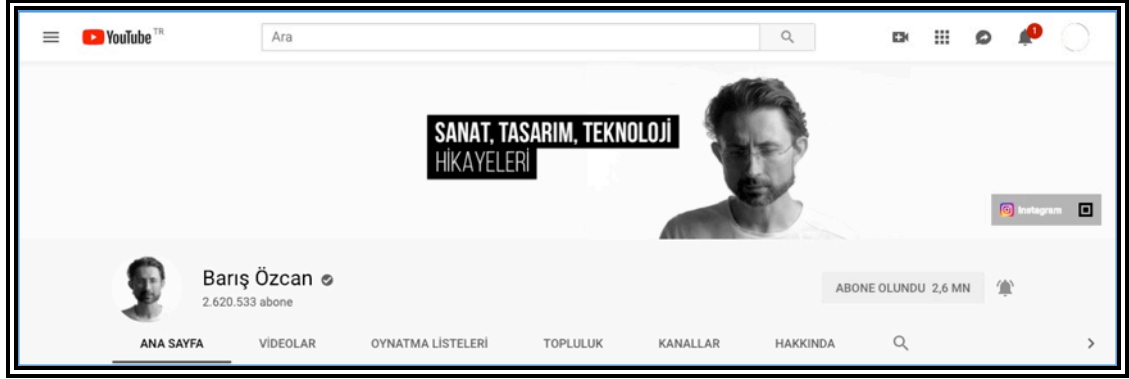 YouTube TR
Ara
1
SANAT, TASARIM, TEKNOLOJİ
HİKAYELERİ
Instagram
Barış Özcan
2.620.533 abone
ABONE OLUNDU 2,6 MN
ANA SAYFA VİDEOLAR OYNATMA LİSTELERİ TOPLULUK KANALLAR HAKKINDA